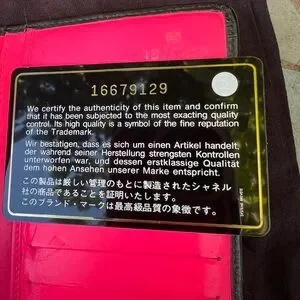 16679129
We certify the authenticity of this item and confirm
that it has been subjected to the most exacting quality
control. Its high quality is a symbol of the fine reputation
of the Trademark.
Wir bestätigen, dass es sich um einen Artikel handelt
der während seiner Herstellung strengsten Kontrollen
unterworfen war, und dessen erstklassige Qualität
dem hohen Ansehen unserer Marke entspricht.
この製品は厳しい管理のもとに製造されたシャネル
社の商品であることを証明いたします。
このブランド・マークは最高級品質の象徴です。